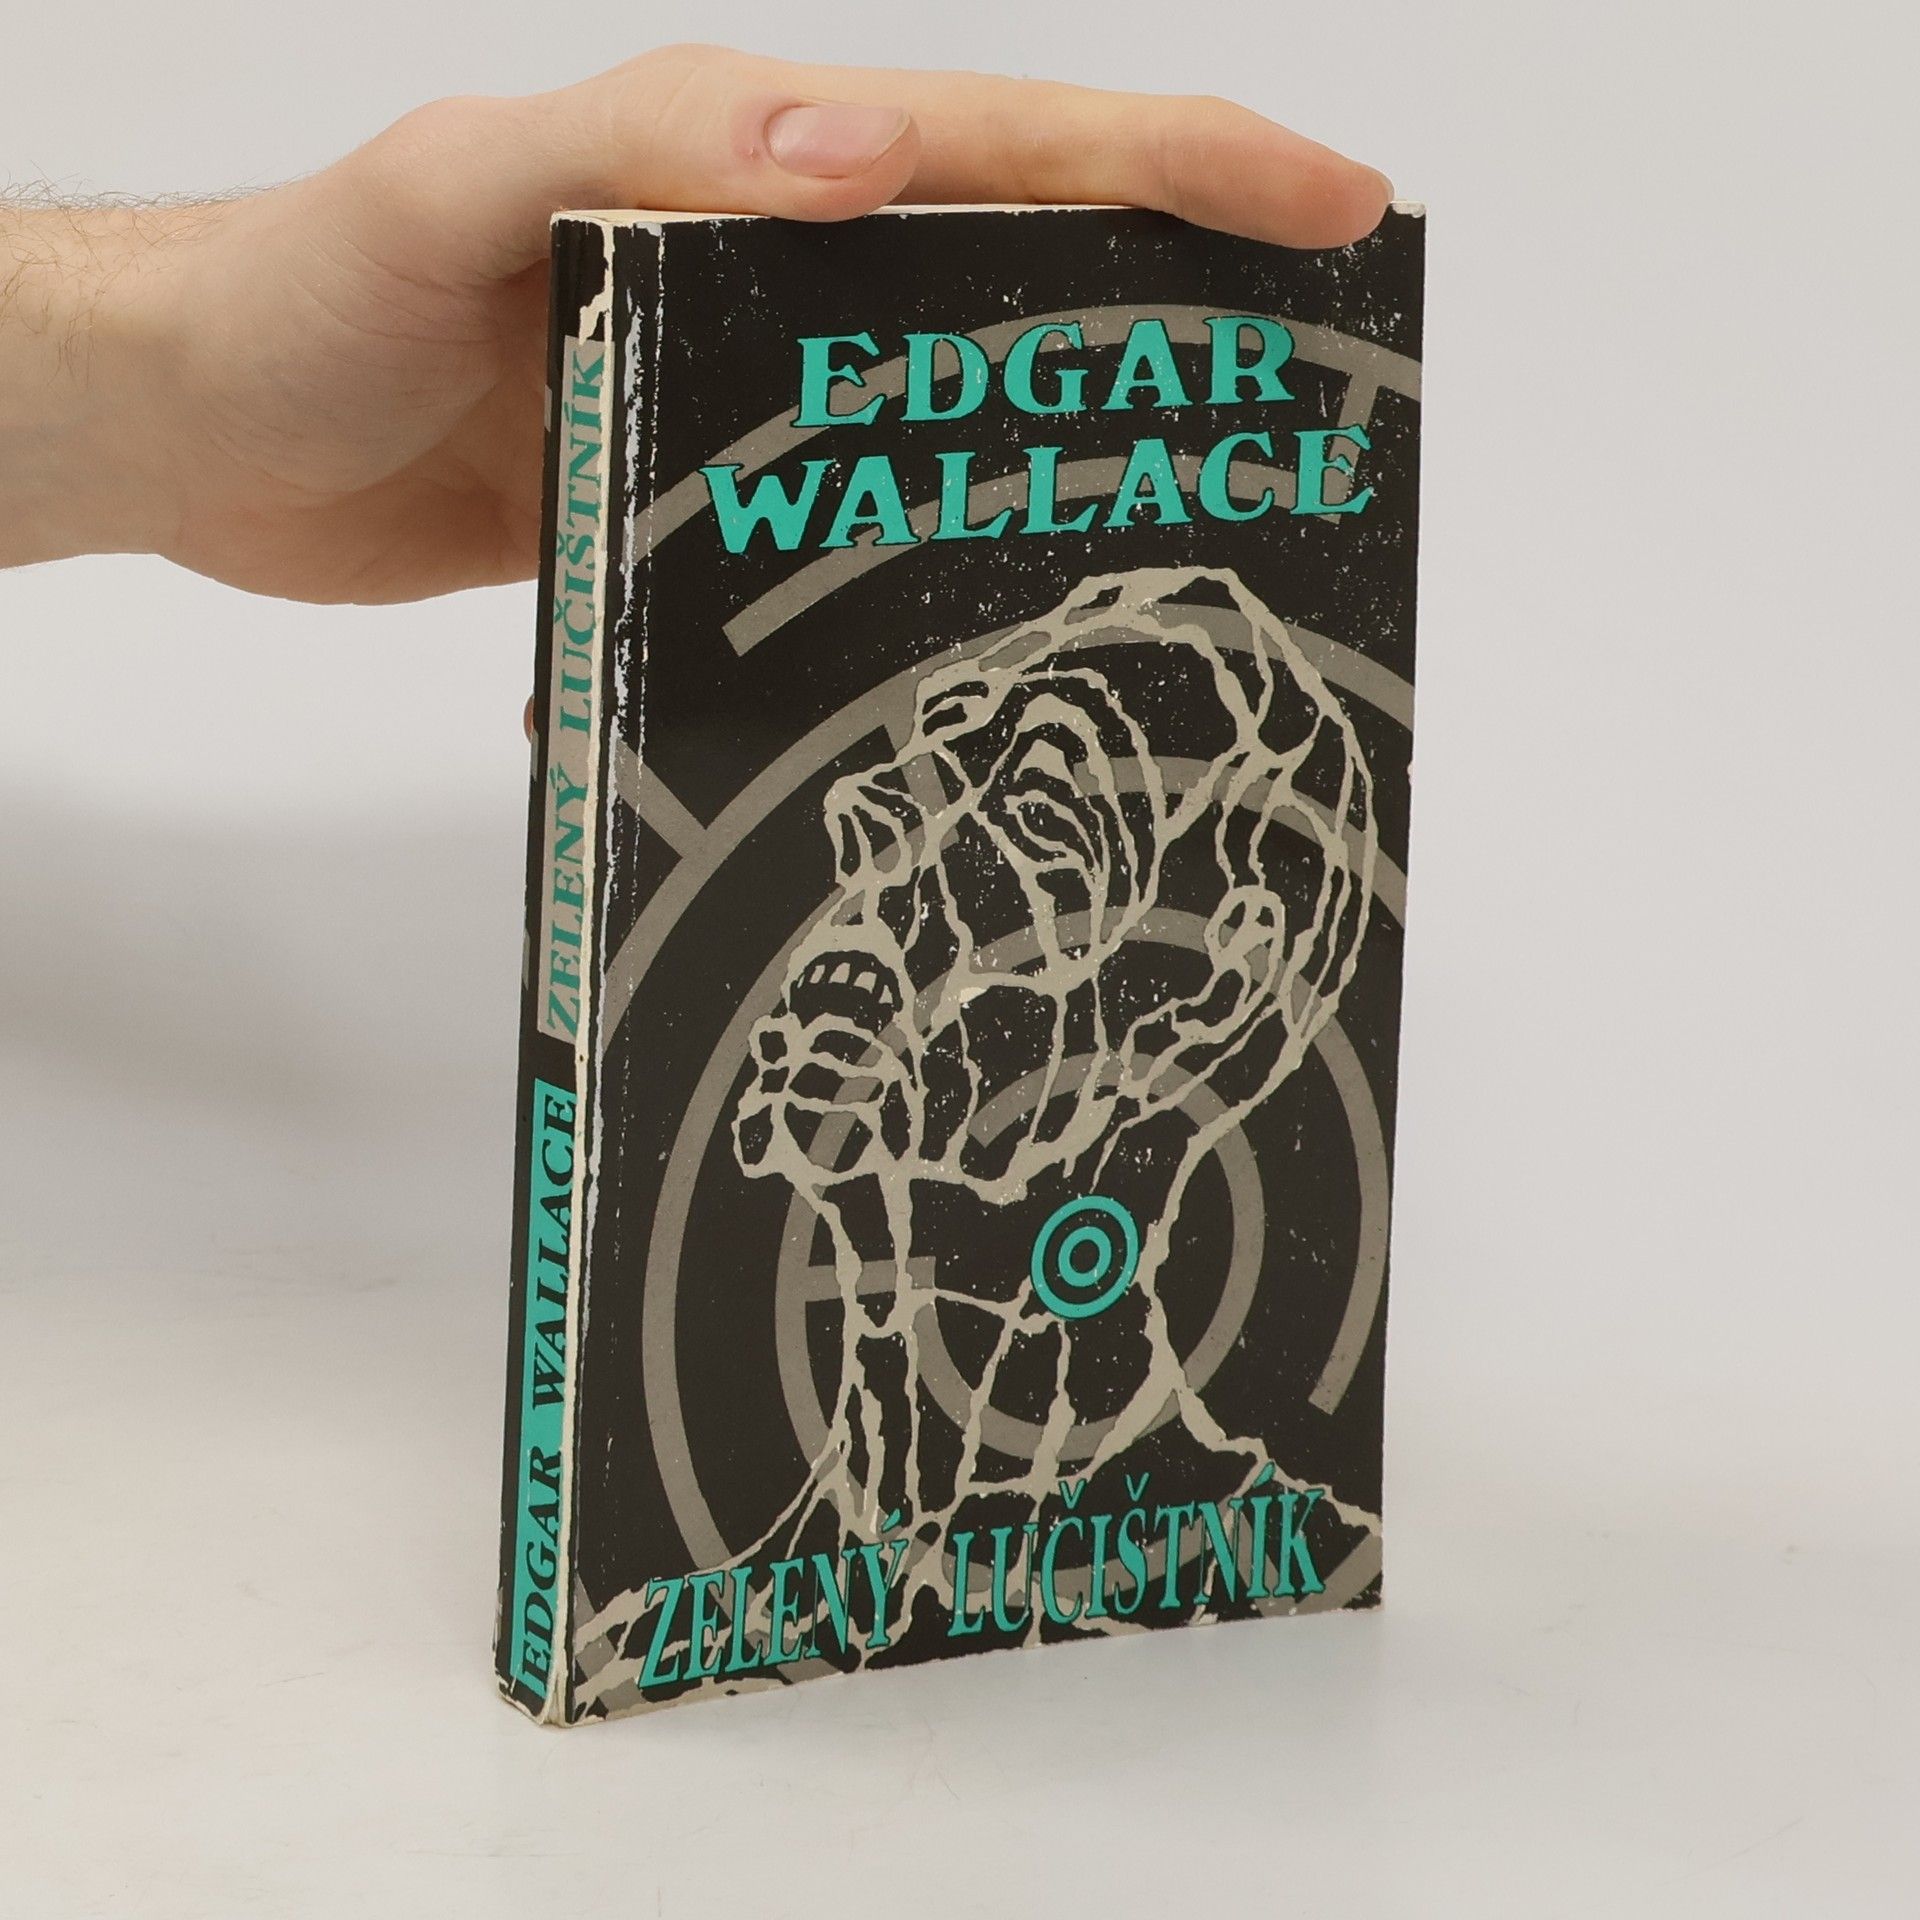 EDGAR
WALLACE
ZELENÝ LUČIŠTNÍK
EDGAR WALLACE ZELENÝ LUČIŠTNÍK